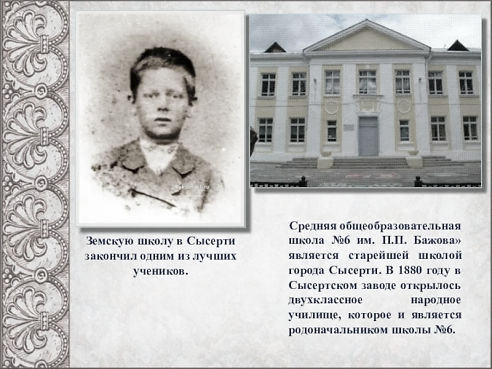 Земскую школу в Сысерти
закончил одним из лучших
учеников.
Средняя общеобразовательная
школа №6 им. П.П. Бажова»
является старейшей школой
города Сысерти. В 1880 году в
Сысертском заводе открылось
двухклассное народное
училище, которое и является
родоначальником школы №6.